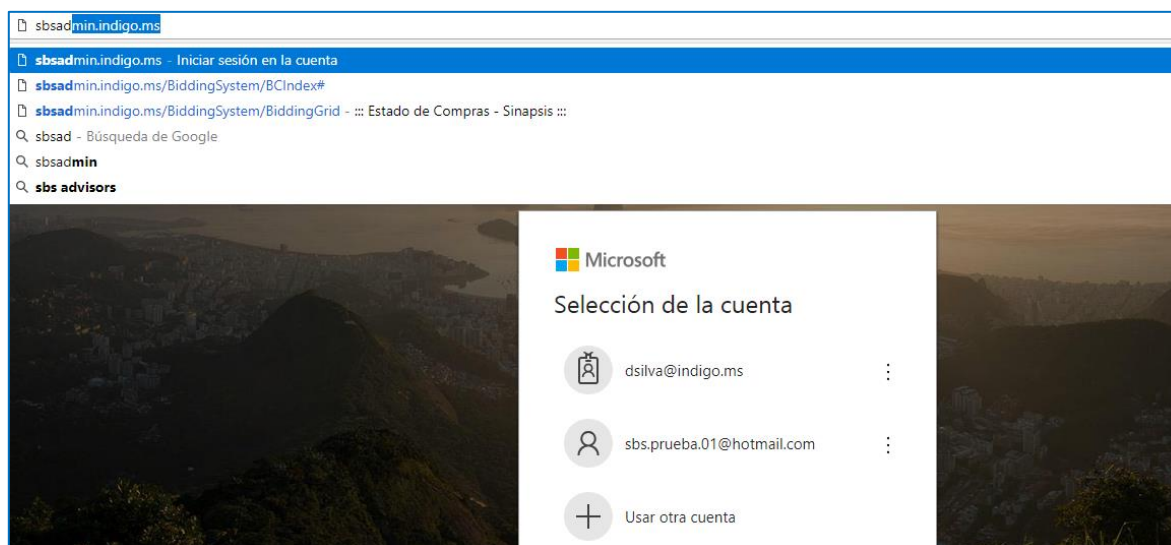 sbsadmin.indigo.ms
sbsadmin.indigo.ms - Iniciar sesión en la cuenta
sbsadmin.indigo.ms/BiddingSystem/BCIndex#
sbsadmin.indigo.ms/BiddingSystem/BiddingGrid - ::: Estado de Compras - Sinapsis :::
sbsad - Búsqueda de Google
sbsadmin
sbs advisors
Microsoft
Selección de la cuenta
dsilva@indigo.ms
sbs.prueba.01@hotmail.com
Usar otra cuenta